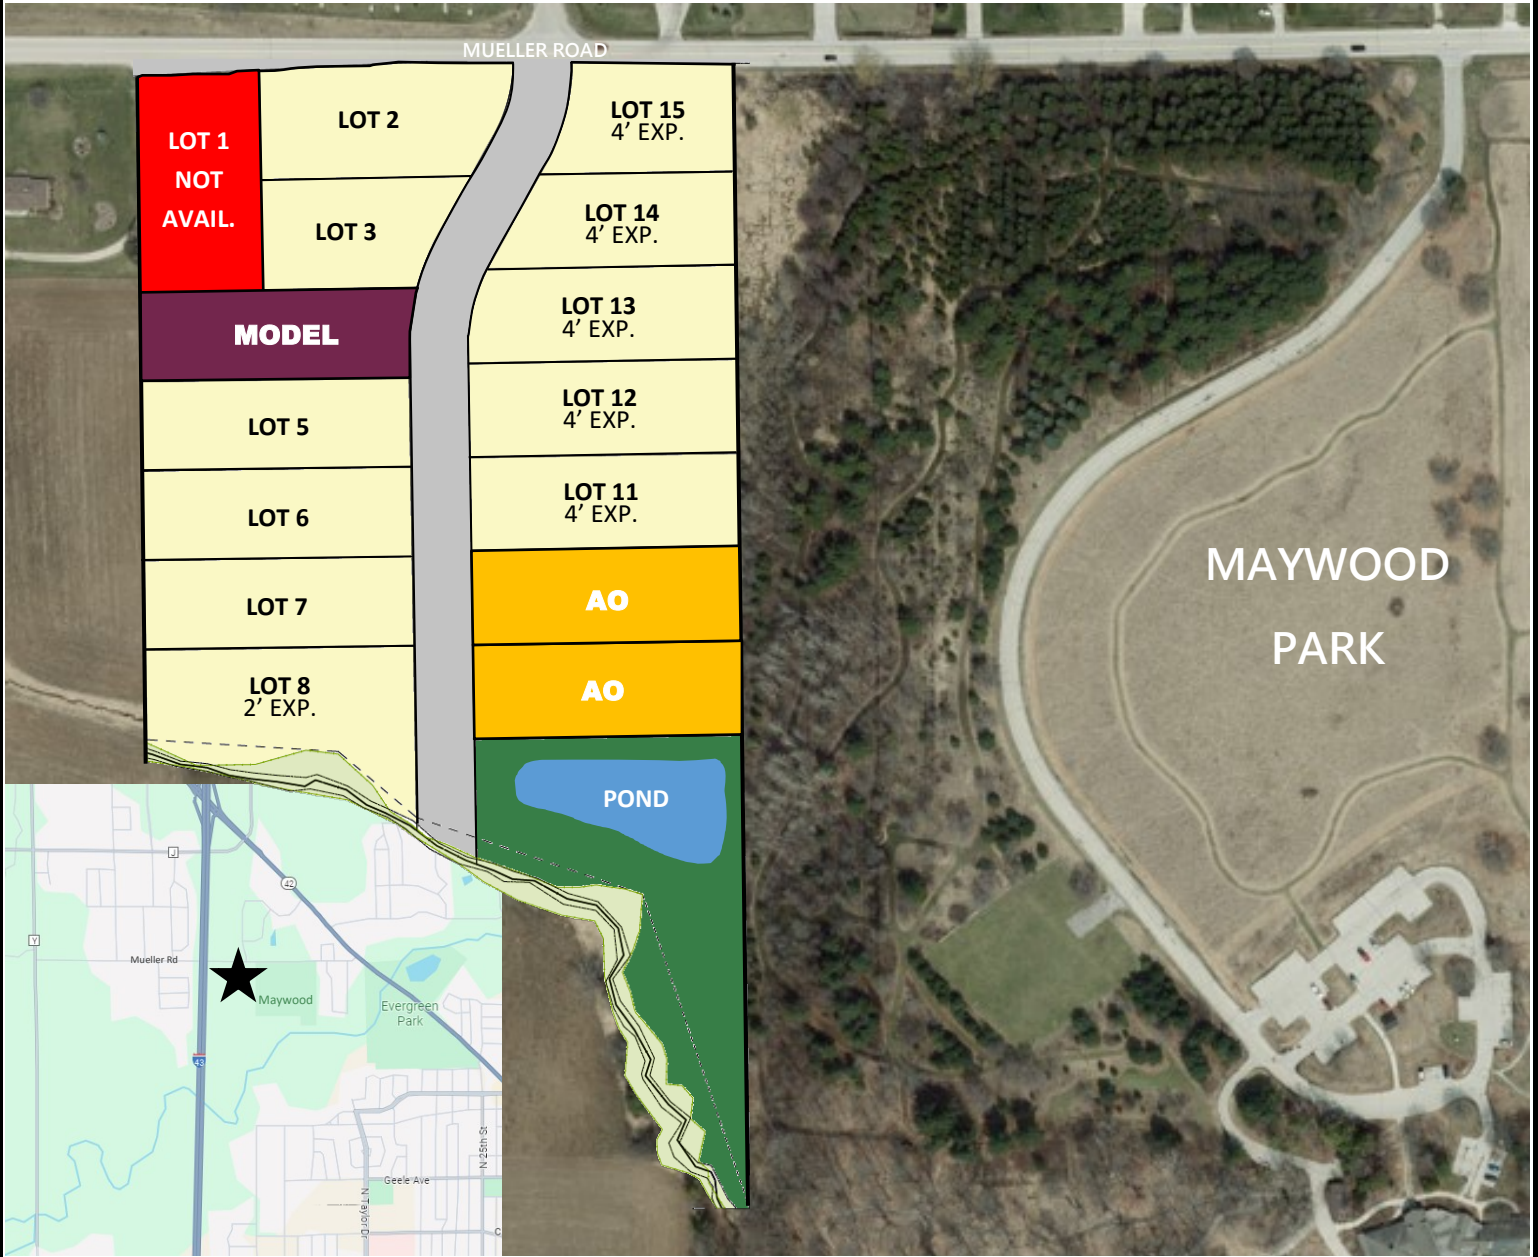 MUELLER ROAD
LOT 1
NOT
AVAIL.
LOT 2
LOT 3
MODEL
LOT 5
LOT 6
LOT 7
LOT 8
2' EXP.
LOT 15
4' EXP.
LOT 14
4' EXP.
LOT 13
4' EXP.
LOT 12
4' EXP.
LOT 11
4' EXP.
AO
AO
POND
MAYWOOD
PARK
J
42
Y
Mueller Rd
Maywood
Evergreen
Park
43
N 25th St
Geele Ave
N Taylor Dr
C